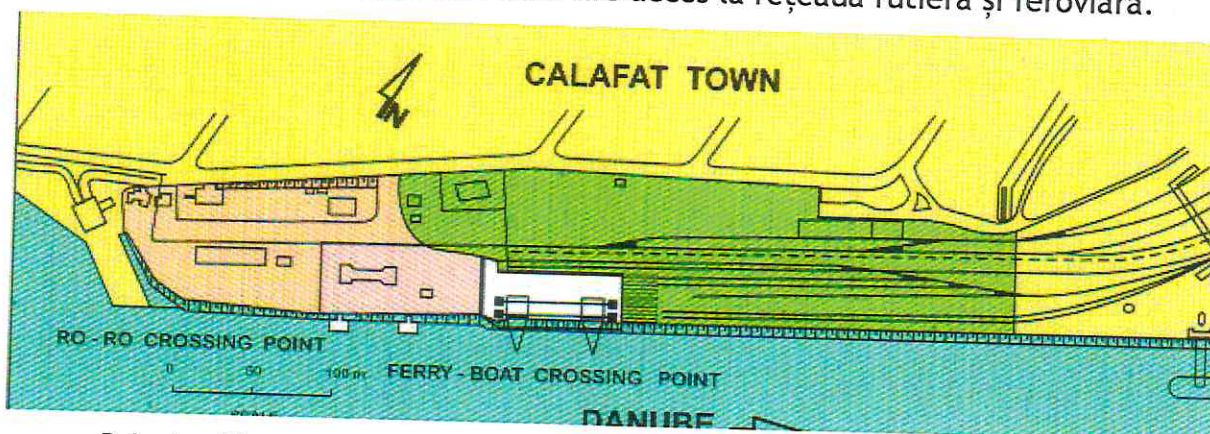 acces la rețeaua rutieră și feroviară.
CALAFAT TOWN
N
RO - RO CROSSING POINT
0 50 100 m
FERRY - BOAT CROSSING POINT
SCALE
DANUBE